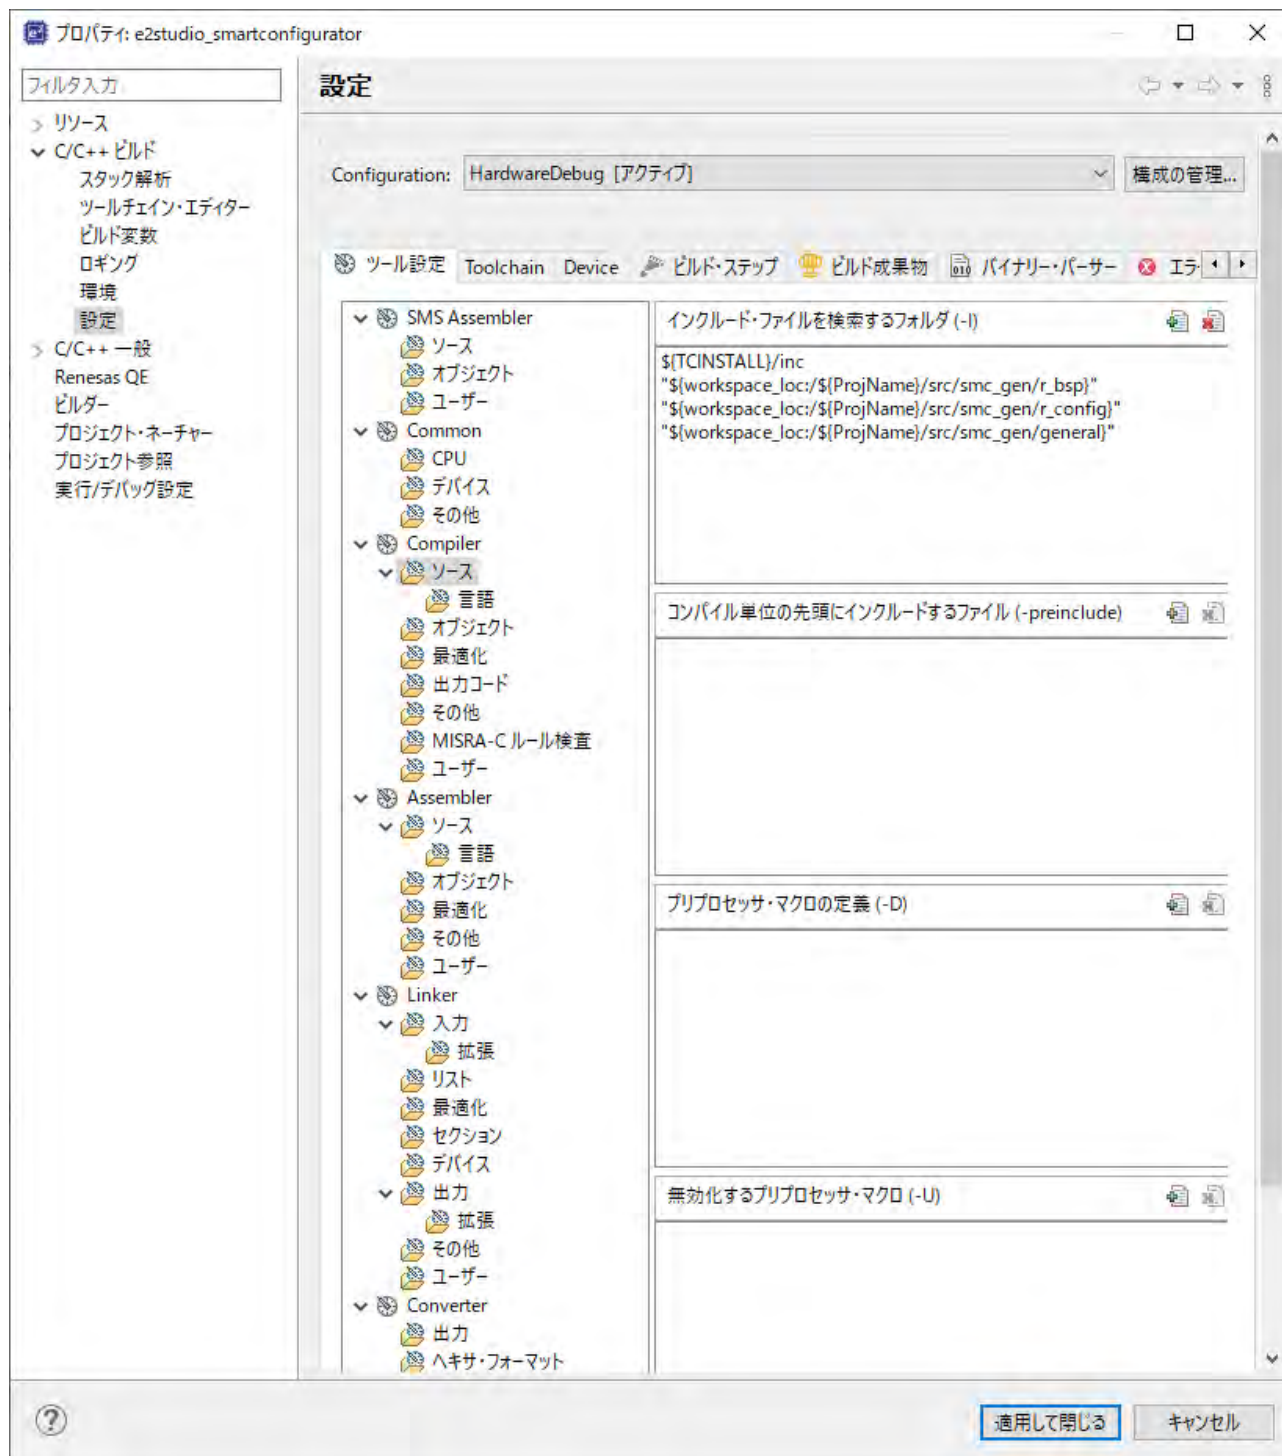 プロパティ: e2studio_smartconfigurator
フィルタ入力
リソース
C/C++ ビルド
スタック解析
ツールチェイン・エディター
ビルド変数
ロギング
環境
設定
C/C++ 一般
Renesas QE
ビルダー
プロジェクト・ネーチャー
プロジェクト参照
実行/デバッグ設定
設定
Configuration: HardwareDebug [アクティブ] 構成の管理...
ツール設定 Toolchain Device ビルド・ステップ ビルド成果物 バイナリー・パーサー エラ
SMS Assembler
ソース
オブジェクト
ユーザー
Common
CPU
デバイス
その他
Compiler
ソース
言語
オブジェクト
最適化
出力コード
その他
MISRA-C ルール検査
ユーザー
Assembler
ソース
言語
オブジェクト
最適化
その他
ユーザー
Linker
入力
拡張
リスト
最適化
セクション
デバイス
出力
拡張
その他
ユーザー
Converter
出力
ヘキサ・フォーマット
インクルード・ファイルを検索するフォルダ (-I)
${TCINSTALL}/inc
"${workspace_loc:/${ProjName}/src/smc_gen/r_bsp}"
"${workspace_loc:/${ProjName}/src/smc_gen/r_config}"
"${workspace_loc:/${ProjName}/src/smc_gen/general}"
コンパイル単位の先頭にインクルードするファイル (-preinclude)
プリプロセッサ・マクロの定義 (-D)
無効化するプリプロセッサ・マクロ (-U)
適用して閉じる キャンセル